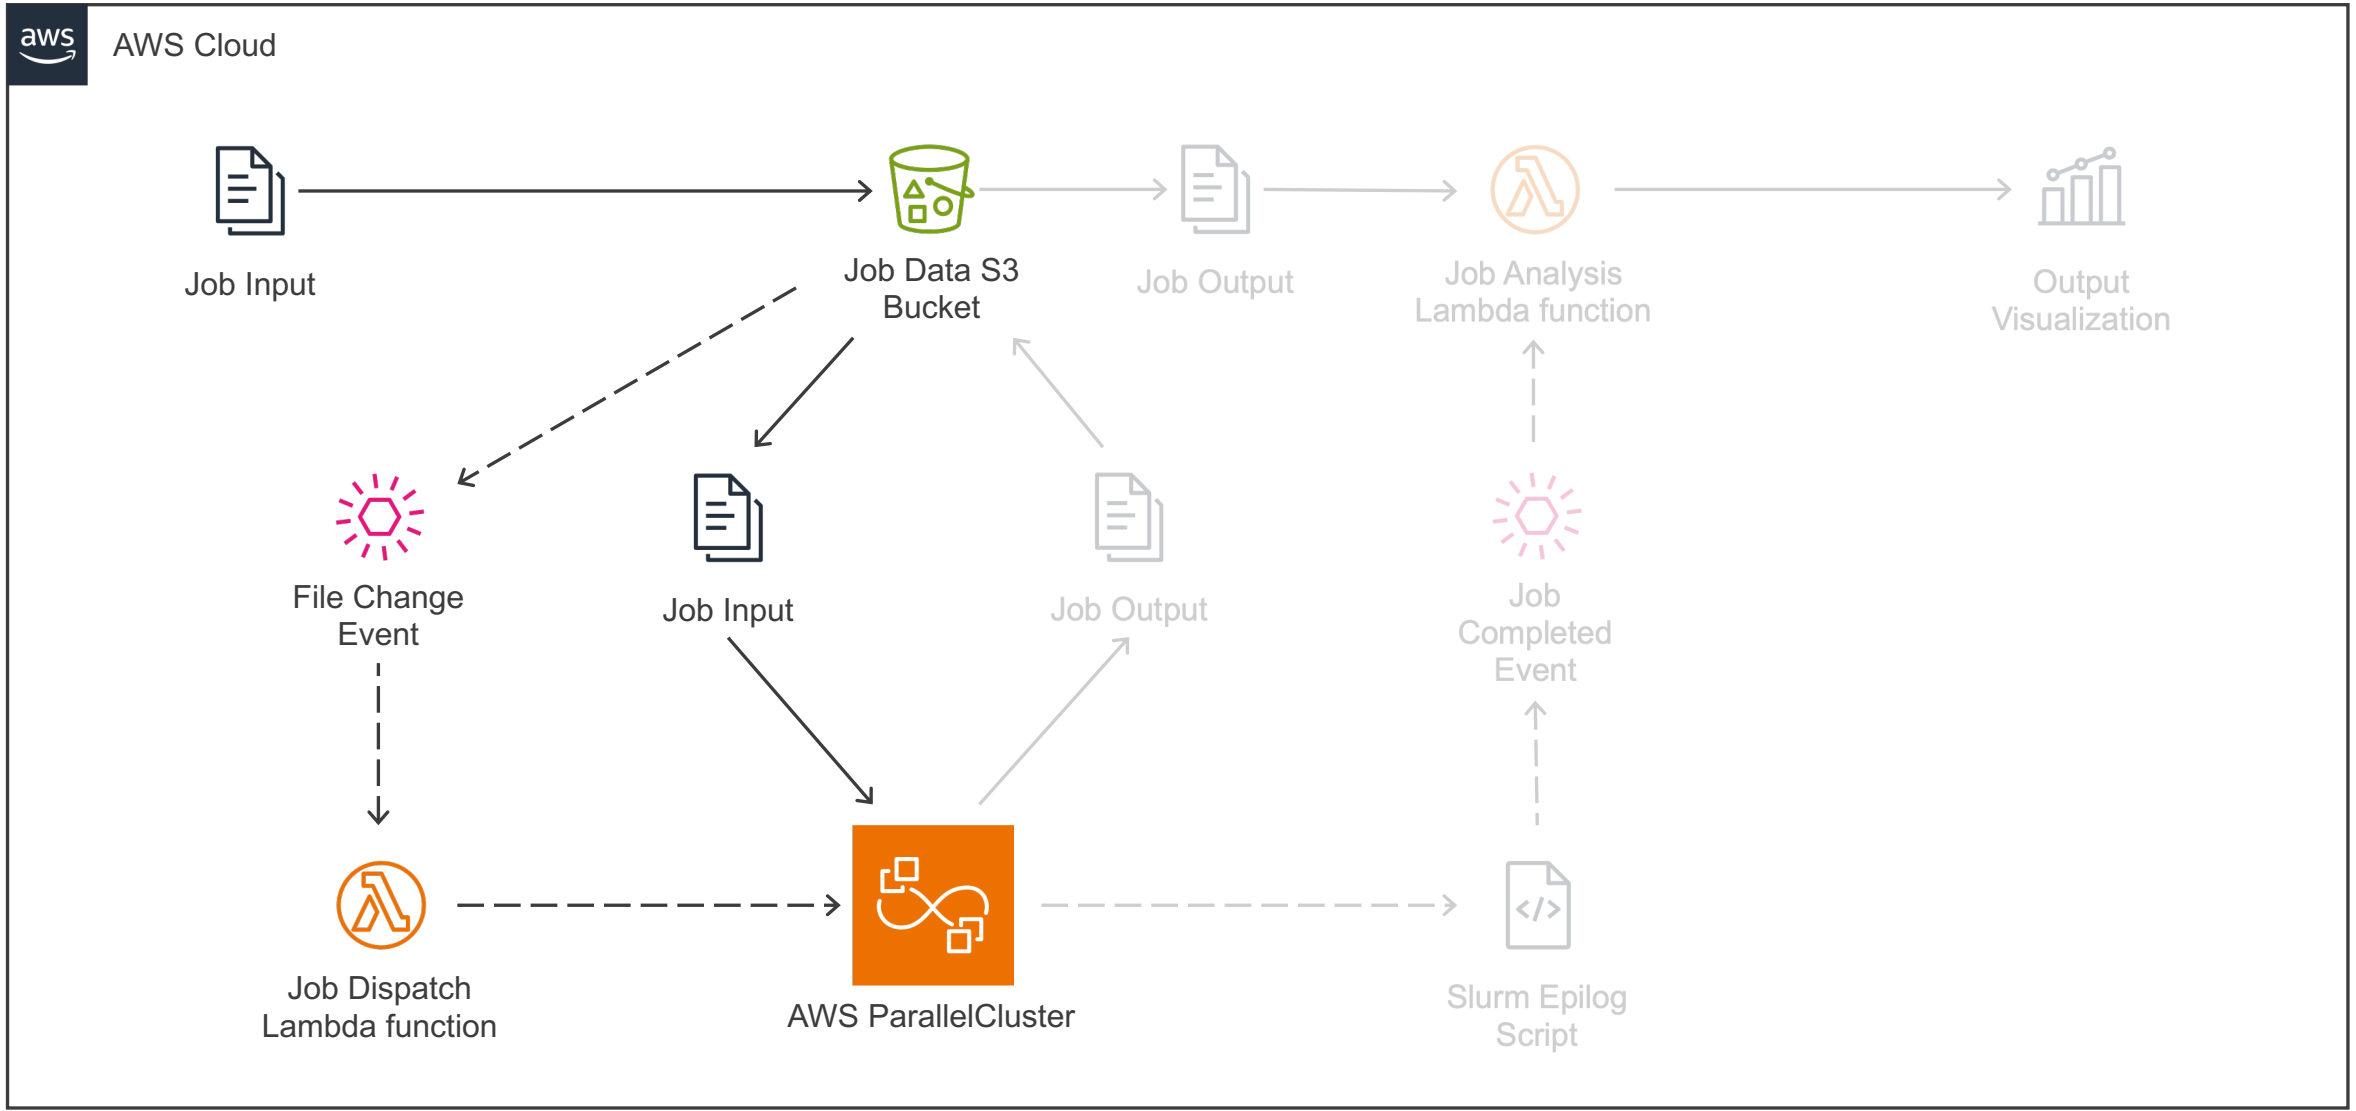 aws
AWS Cloud
Job Input
Job Data S3
Bucket
Job Output
Job Analysis
Lambda function
Output
Visualization
File Change
Event
Job Input
Job Output
Job
Completed
Event
Job Dispatch
Lambda function
AWS ParallelCluster
</>
Slurm Epilog
Script